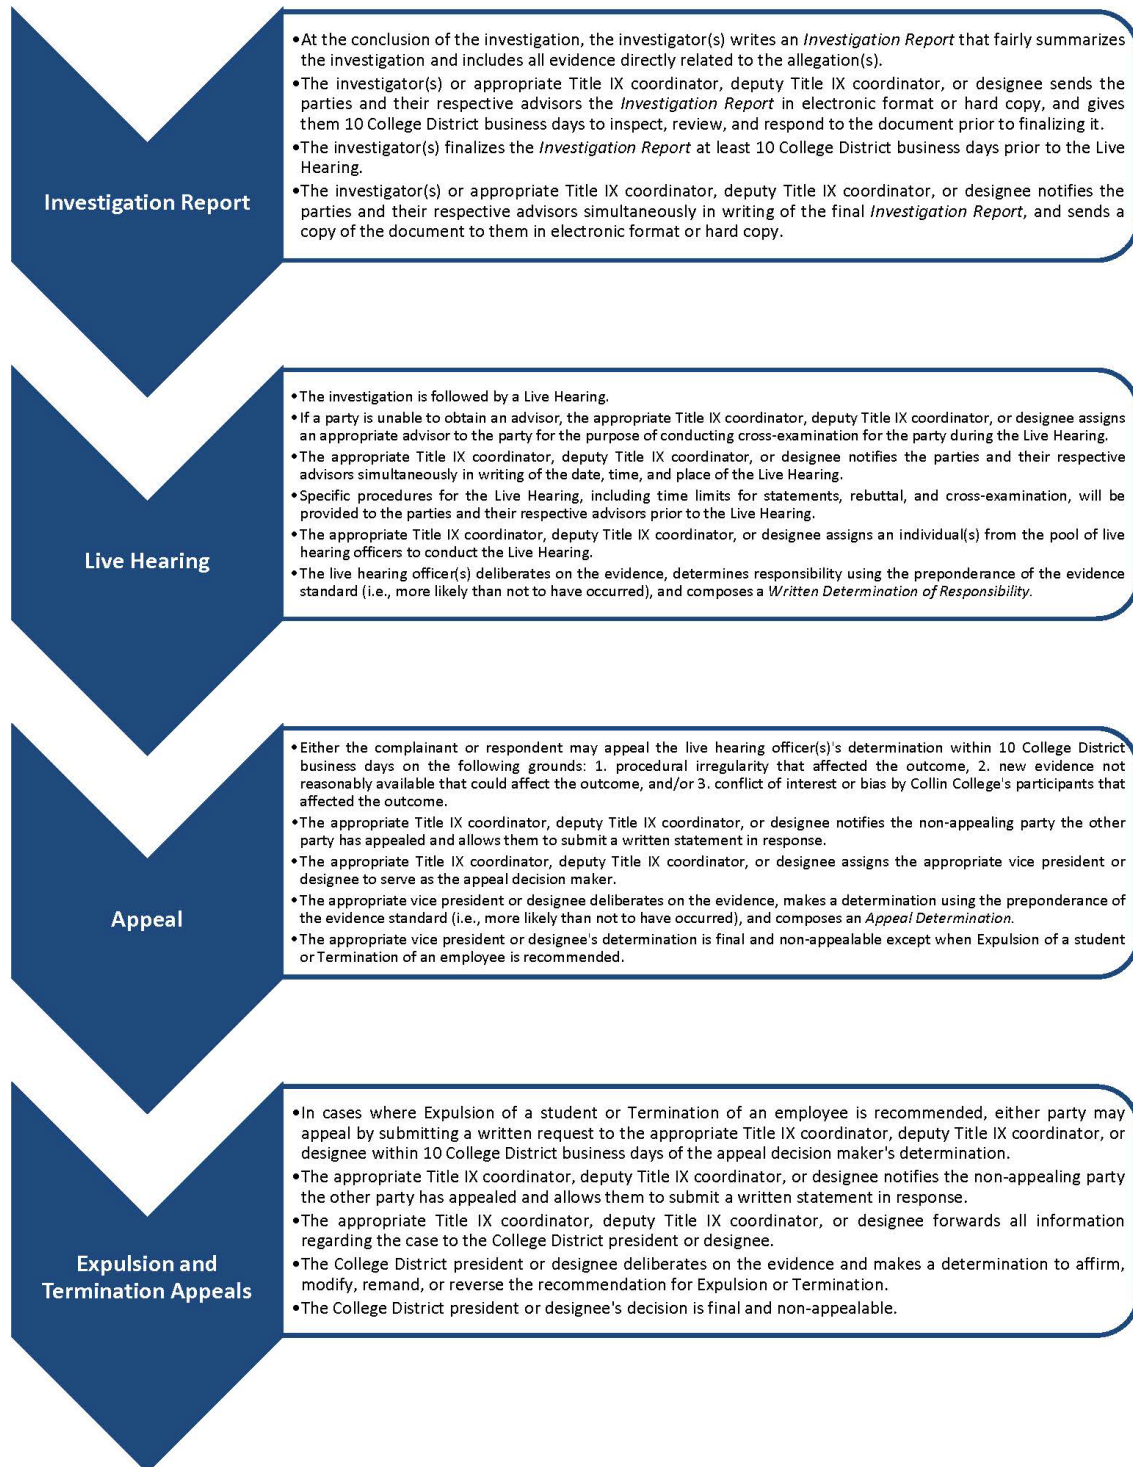 Investigation Report
•At the conclusion of the investigation, the investigator(s) writes an Investigation Report that fairly summarizes
the investigation and includes all evidence directly related to the allegation(s).
•The investigator(s) or appropriate Title IX coordinator, deputy Title IX coordinator, or designee sends the
parties and their respective advisors the Investigation Report in electronic format or hard copy, and gives
them 10 College District business days to inspect, review, and respond to the document prior to finalizing it.
•The investigator(s) finalizes the Investigation Report at least 10 College District business days prior to the Live
Hearing.
•The investigator(s) or appropriate Title IX coordinator, deputy Title IX coordinator, or designee notifies the
parties and their respective advisors simultaneously in writing of the final Investigation Report, and sends a
copy of the document to them in electronic format or hard copy.
Live Hearing
•The investigation is followed by a Live Hearing.
•If a party is unable to obtain an advisor, the appropriate Title IX coordinator, deputy Title IX coordinator, or designee assigns
an appropriate advisor to the party for the purpose of conducting cross-examination for the party during the Live Hearing.
•The appropriate Title IX coordinator, deputy Title IX coordinator, or designee notifies the parties and their respective
advisors simultaneously in writing of the date, time, and place of the Live Hearing.
•Specific procedures for the Live Hearing, including time limits for statements, rebuttal, and cross-examination, will be
provided to the parties and their respective advisors prior to the Live Hearing.
•The appropriate Title IX coordinator, deputy Title IX coordinator, or designee assigns an individual(s) from the pool of live
hearing officers to conduct the Live Hearing.
•The live hearing officer(s) deliberates on the evidence, determines responsibility using the preponderance of the evidence
standard (i.e., more likely than not to have occurred), and composes a Written Determination of Responsibility.
Appeal
•Either the complainant or respondent may appeal the live hearing officer(s)'s determination within 10 College District
business days on the following grounds: 1. procedural irregularity that affected the outcome, 2. new evidence not
reasonably available that could affect the outcome, and/or 3. conflict of interest or bias by Collin College's participants that
affected the outcome.
•The appropriate Title IX coordinator, deputy Title IX coordinator, or designee notifies the non-appealing party the other
party has appealed and allows them to submit a written statement in response.
•The appropriate Title IX coordinator, deputy Title IX coordinator, or designee assigns the appropriate vice president or
designee to serve as the appeal decision maker.
•The appropriate vice president or designee deliberates on the evidence, makes a determination using the preponderance of
the evidence standard (i.e., more likely than not to have occurred), and composes an Appeal Determination.
•The appropriate vice president or designee's determination is final and non-appealable except when Expulsion of a student
or Termination of an employee is recommended.
Expulsion and
Termination Appeals
•In cases where Expulsion of a student or Termination of an employee is recommended, either party may
appeal by submitting a written request to the appropriate Title IX coordinator, deputy Title IX coordinator, or
designee within 10 College District business days of the appeal decision maker's determination.
•The appropriate Title IX coordinator, deputy Title IX coordinator, or designee notifies the non-appealing party
the other party has appealed and allows them to submit a written statement in response.
•The appropriate Title IX coordinator, deputy Title IX coordinator, or designee forwards all information
regarding the case to the College District president or designee.
•The College District president or designee deliberates on the evidence and makes a determination to affirm,
modify, remand, or reverse the recommendation for Expulsion or Termination.
•The College District president or designee's decision is final and non-appealable.